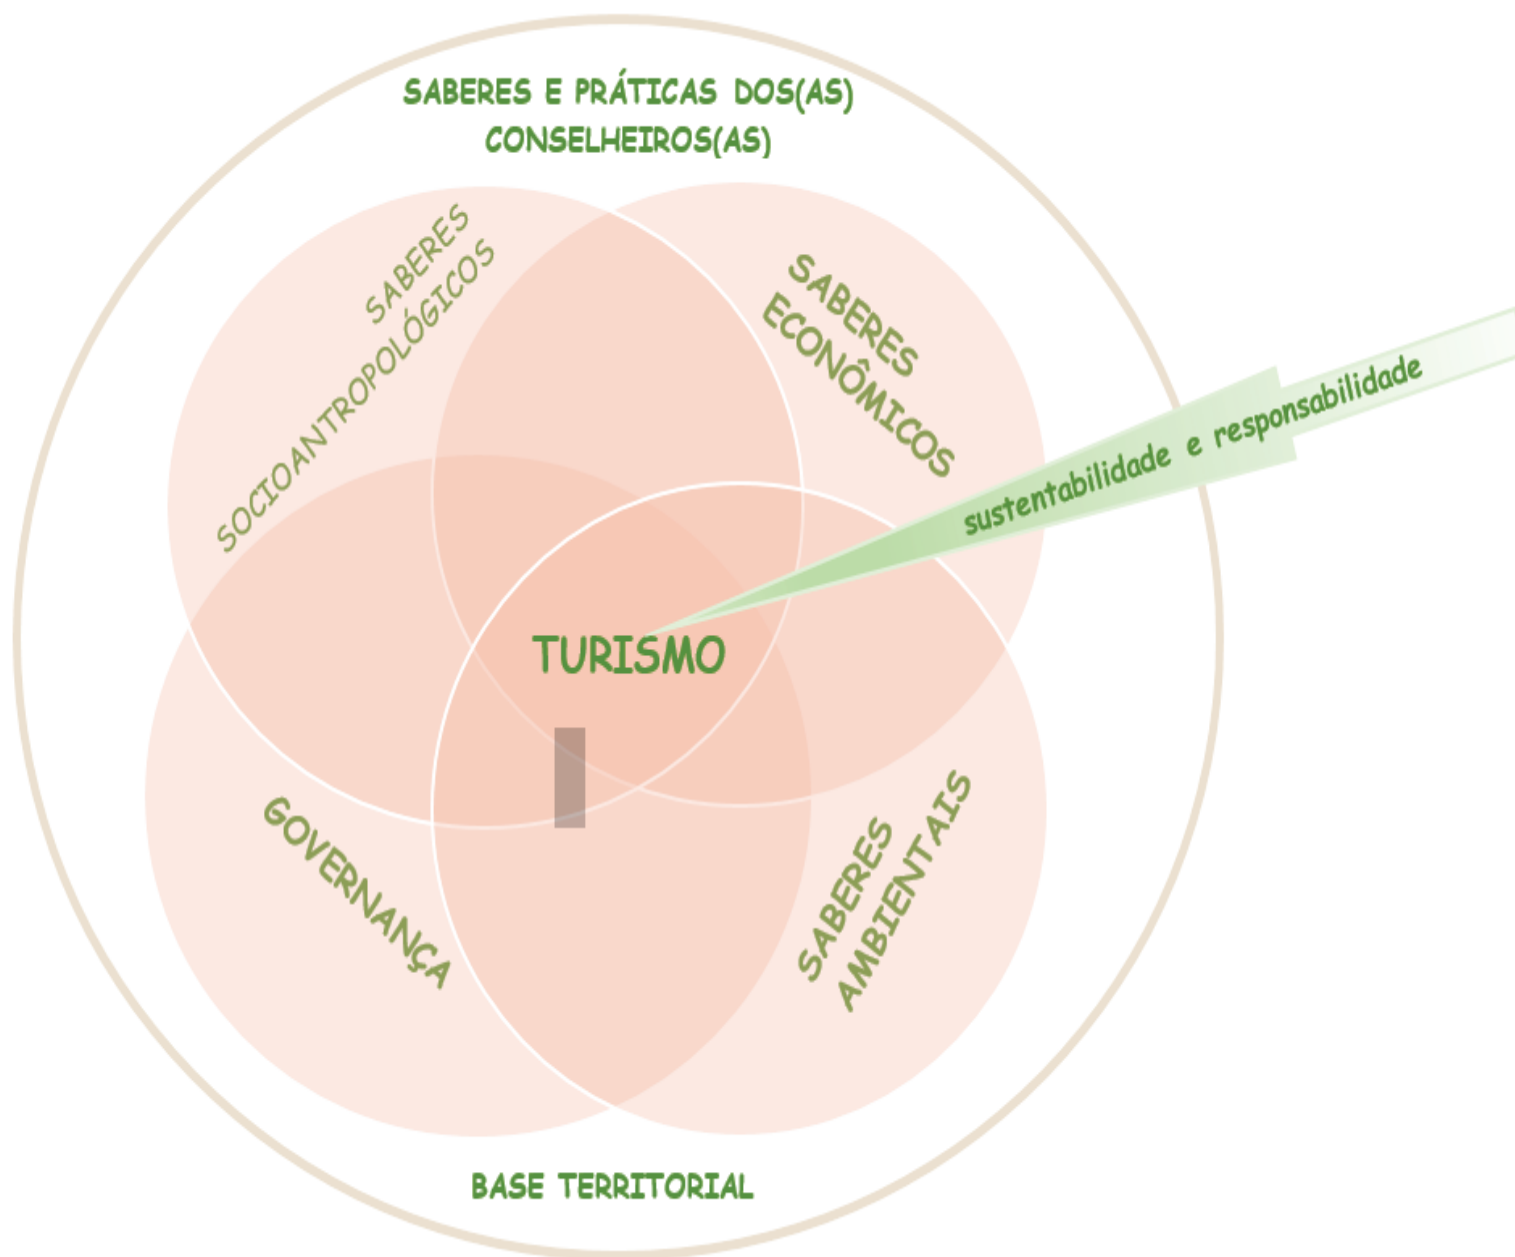 SABERES E PRÁTICAS DOS(AS)
CONSELHEIROS(AS)
SABERES
SOCIOANTROPOLÓGICOS
SABERES
ECONÔMICOS
sustentabilidade e responsabilidade
TURISMO
GOVERNANÇA
SABERES
AMBIENTAIS
BASE TERRITORIAL